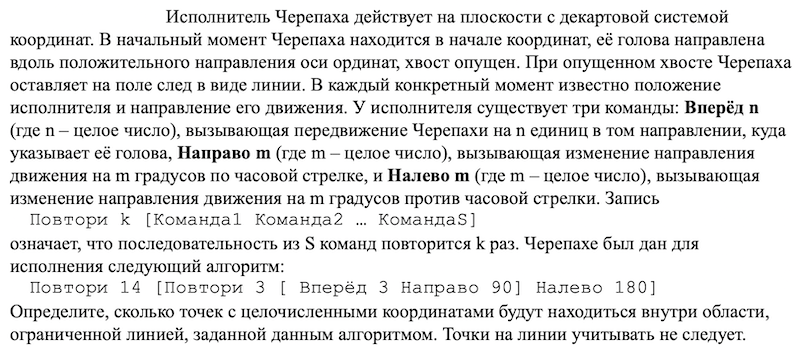 Исполнитель Черепаха действует на плоскости с декартовой системой
координат. В начальный момент Черепаха находится в начале координат, её голова направлена
вдоль положительного направления оси ординат, хвост опущен. При опущенном хвосте Черепаха
оставляет на поле след в виде линии. В каждый конкретный момент известно положение
исполнителя и направление его движения. У исполнителя существует три команды: Вперёд n
(где n – целое число), вызывающая передвижение Черепахи на n единиц в том направлении, куда
указывает её голова, Направо m (где m – целое число), вызывающая изменение направления
движения на m градусов по часовой стрелке, и Налево m (где m – целое число), вызывающая
изменение направления движения на m градусов против часовой стрелки. Запись
Повтори k [Команда1 Команда2 … КомандаS]
означает, что последовательность из S команд повторится k раз. Черепахе был дан для
исполнения следующий алгоритм:
Повтори 14 [Повтори 3 [ Вперёд 3 Направо 90] Налево 180]
Определите, сколько точек с целочисленными координатами будут находиться внутри области,
ограниченной линией, заданной данным алгоритмом. Точки на линии учитывать не следует.